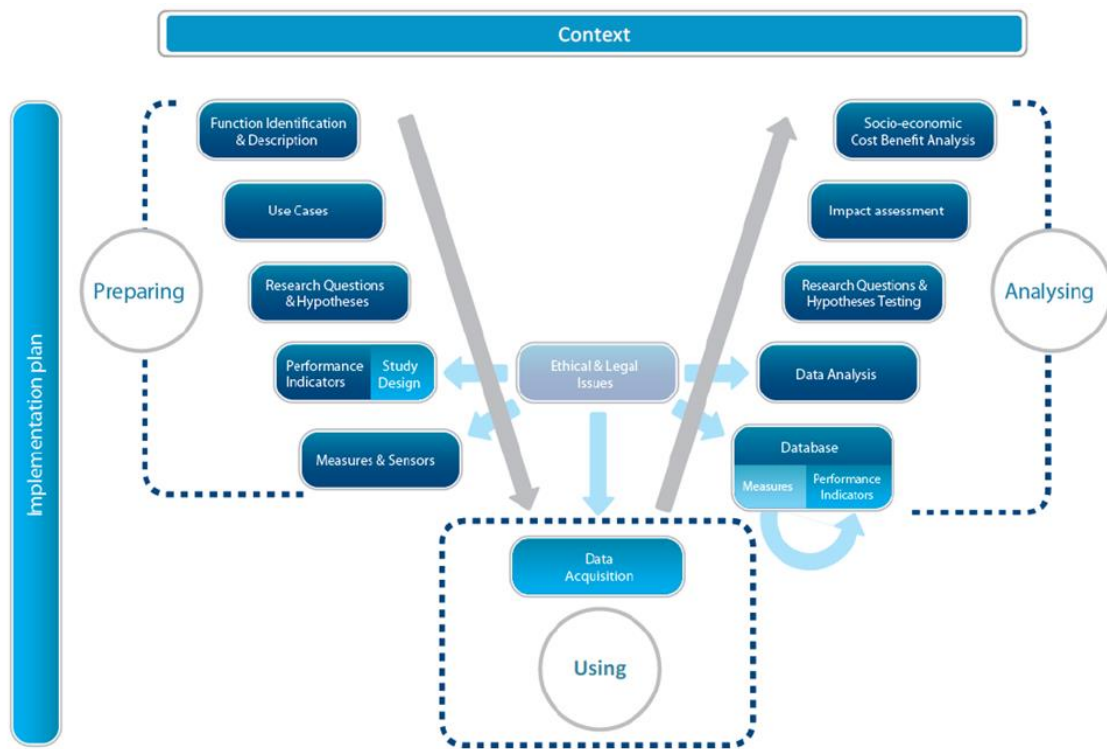 Context
Implementation plan
Preparing
Function Identification
& Description
Use Cases
Research Questions
& Hypotheses
Performance
Indicators
Study
Design
Measures & Sensors
Ethical & Legal
Issues
Data
Acquisition
Using
Socio-economic
Cost Benefit Analysis
Impact assessment
Research Questions &
Hypotheses Testing
Data Analysis
Database
Measures
Performance
Indicators
Analysing